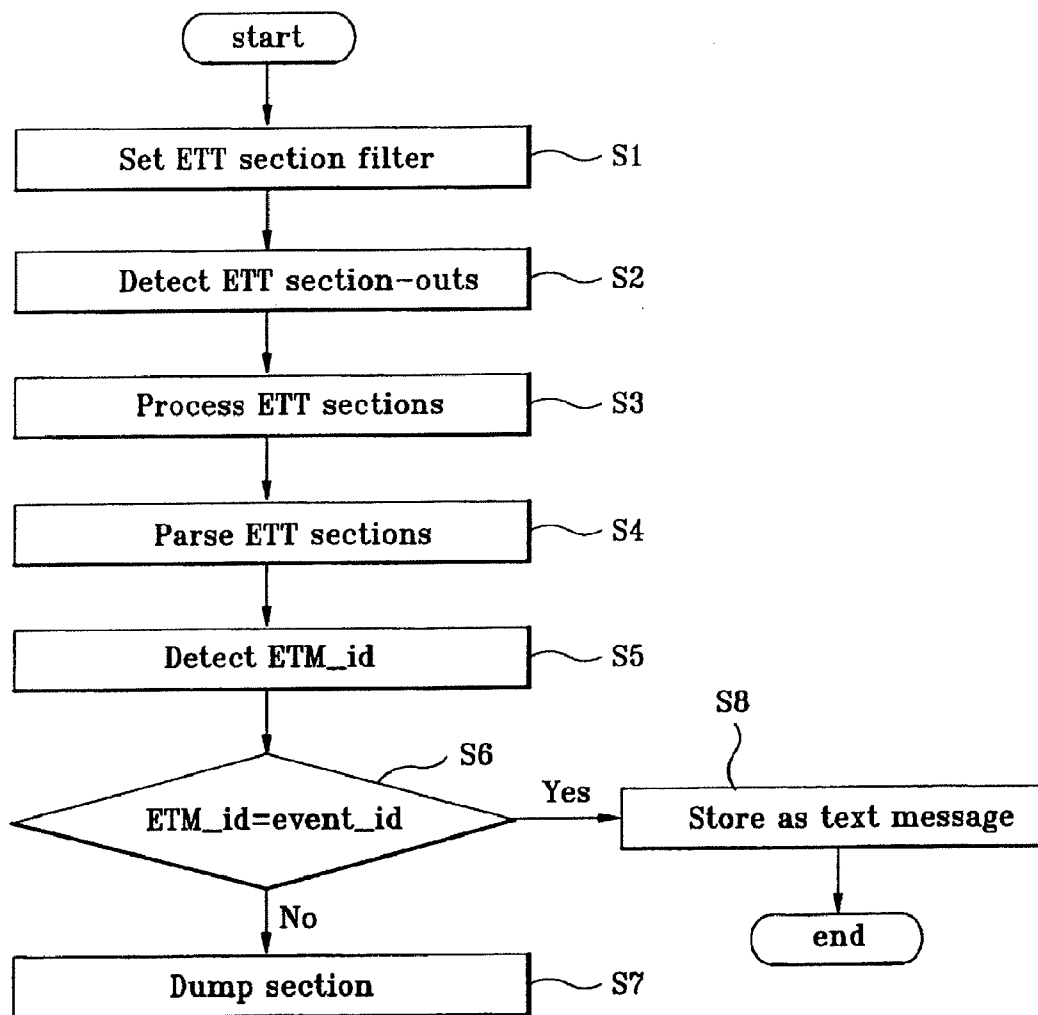 start
Set ETT section filter
S1
Detect ETT section-outs
S2
Process ETT sections
S3
Parse ETT sections
S4
Detect ETM_id
S5
S6
ETM_id=event_id
Yes
S8
Store as text message
end
No
Dump section
S7